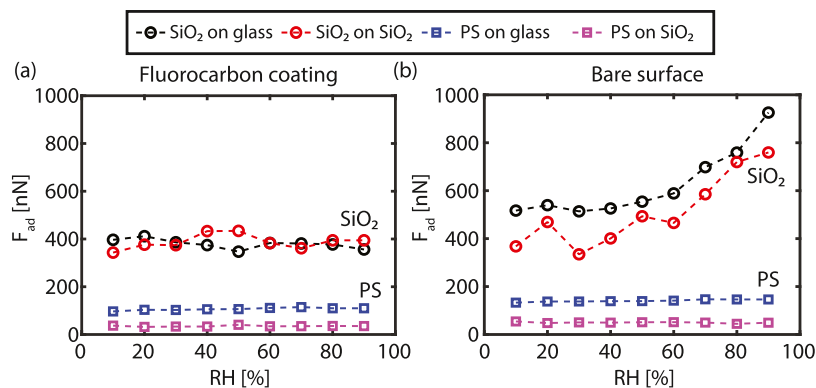 SiO₂ on glass SiO₂ on SiO₂ PS on glass PS on SiO₂
(a) Fluorocarbon coating
1000
800
600
400
200
0
F_ad [nN]
SiO₂
PS
0 20 40 60 80 100
RH [%]
(b) Bare surface
1000
800
600
400
200
0
F_ad [nN]
SiO₂
PS
0 20 40 60 80 100
RH [%]